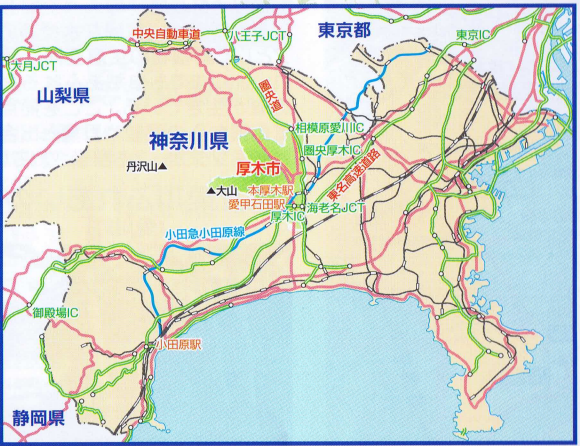 東京都
中央自動車道
八王子JCT
東京IC
大月JCT
山梨県
圏央道
相模原愛川IC
神奈川県
圏央厚木IC
丹沢山▲
厚木市
東名高速道路
▲大山
本厚木駅
愛甲石田駅
海老名JCT
厚木IC
小田急小田原線
御殿場IC
小田原駅
静岡県